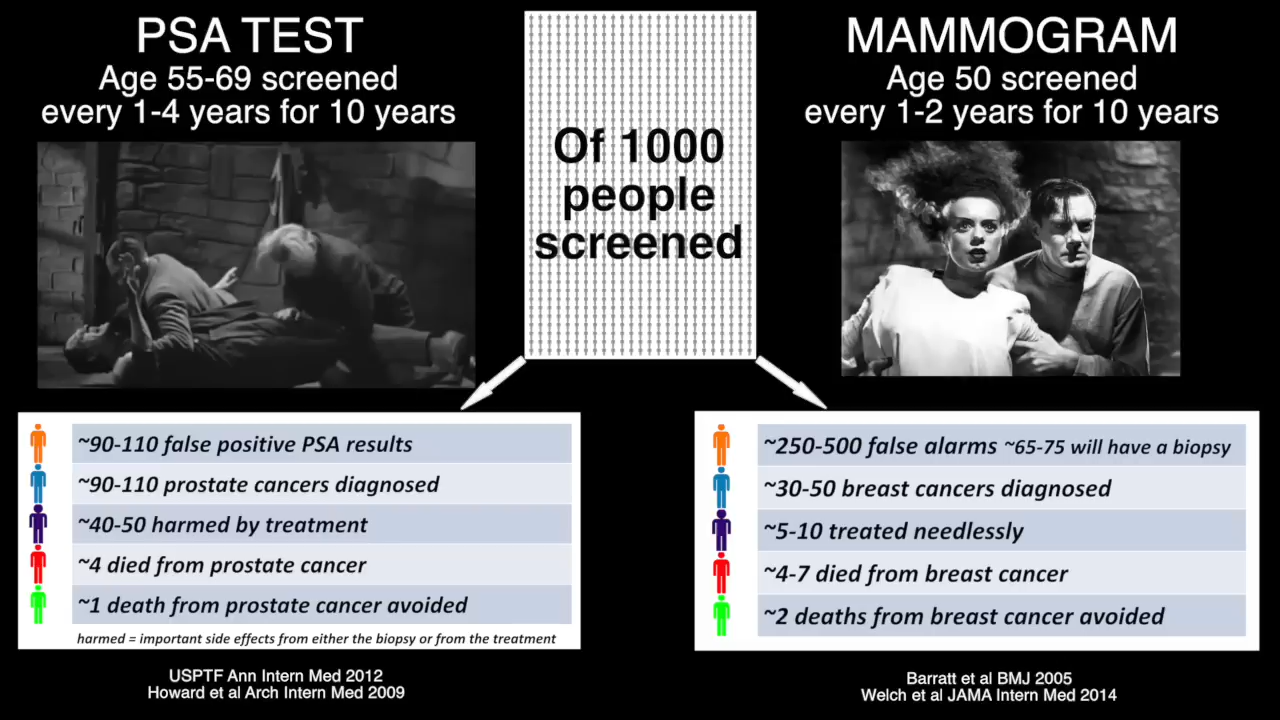 PSA TEST
Age 55-69 screened
every 1-4 years for 10 years
Of 1000
people
screened
MAMMOGRAM
Age 50 screened
every 1-2 years for 10 years
~90-110 false positive PSA results
~90-110 prostate cancers diagnosed
~40-50 harmed by treatment
~4 died from prostate cancer
~1 death from prostate cancer avoided
harmed = important side effects from either the biopsy or from the treatment
USPTF Ann Intern Med 2012
Howard et al Arch Intern Med 2009
~250-500 false alarms ~65-75 will have a biopsy
~30-50 breast cancers diagnosed
~5-10 treated needlessly
~4-7 died from breast cancer
~2 deaths from breast cancer avoided
Barratt et al BMJ 2005
Welch et al JAMA Intern Med 2014